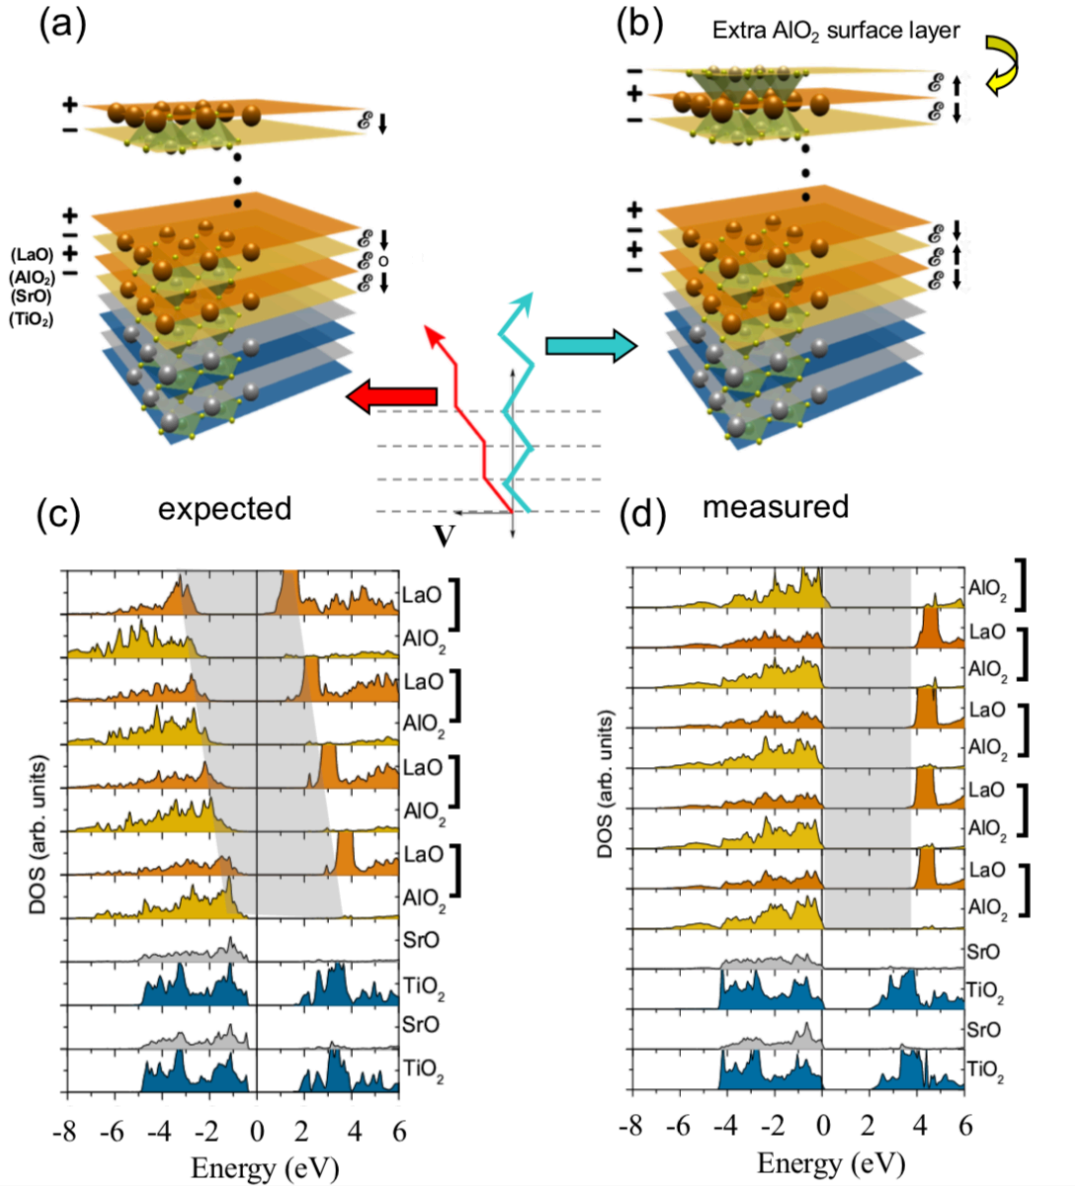 (a)
(b)
Extra AlO₂ surface layer
+
−
ℰ
−
+
−
ℰ
ℰ
+
−
(LaO) +
(AlO₂) −
(SrO)
(TiO₂)
ℰ
ℰ o
ℰ
+
−
+
−
ℰ
ℰ
ℰ
V
(c) expected
(d) measured
DOS (arb. units)
LaO
AlO₂
LaO
AlO₂
LaO
AlO₂
LaO
AlO₂
SrO
TiO₂
SrO
TiO₂
-8 -6 -4 -2 0 2 4 6
Energy (eV)
DOS (arb. units)
AlO₂
LaO
AlO₂
LaO
AlO₂
LaO
AlO₂
LaO
AlO₂
SrO
TiO₂
SrO
TiO₂
-8 -6 -4 -2 0 2 4 6
Energy (eV)